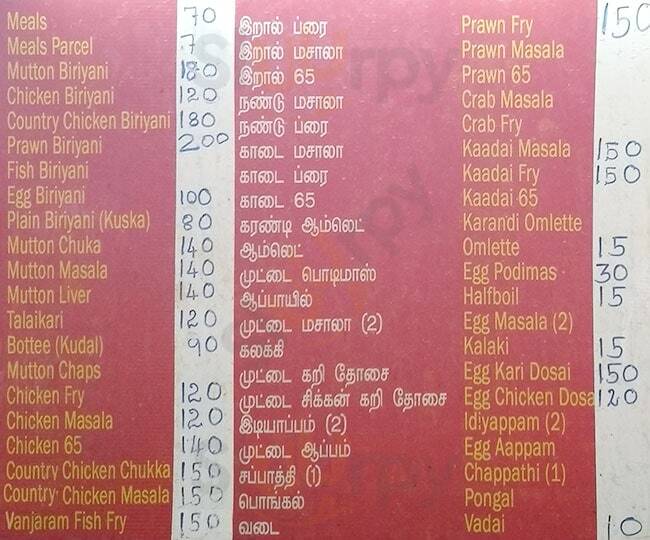 Meals 70
Meals Parcel 7
Mutton Biriyani 180
Chicken Biriyani 120
Country Chicken Biriyani 180
Prawn Biriyani 200
Fish Biriyani
Egg Biriyani 100
Plain Biriyani (Kuska) 80
Mutton Chuka 140
Mutton Masala 140
Mutton Liver 140
Talaikari 120
Bottee (Kudal) 90
Mutton Chaps
Chicken Fry 120
Chicken Masala 120
Chicken 65 140
Country Chicken Chukka 150
Country Chicken Masala 150
Vanjaram Fish Fry 150
இறால் ப்ரை Prawn Fry 150
இறால் மசாலா Prawn Masala
இறால் 65 Prawn 65
நண்டு மசாலா Crab Masala
நண்டு ப்ரை Crab Fry
காடை மசாலா Kaadai Masala 150
காடை ப்ரை Kaadai Fry 150
காடை 65 Kaadai 65
கரண்டி ஆம்லெட் Karandi Omlette
ஆம்லெட் Omlette 15
முட்டை பொடிமாஸ் Egg Podimas 30
ஆப்பாயில் Halfboil 15
முட்டை மசாலா (2) Egg Masala (2)
கலக்கி Kalaki 15
முட்டை கறி தோசை Egg Kari Dosai 150
முட்டை சிக்கன் கறி தோசை Egg Chicken Dosa 120
இடியாப்பம் (2) Idiyappam (2)
முட்டை ஆப்பம் Egg Aappam
சப்பாத்தி (1) Chappathi (1)
பொங்கல் Pongal
வடை Vadai 10